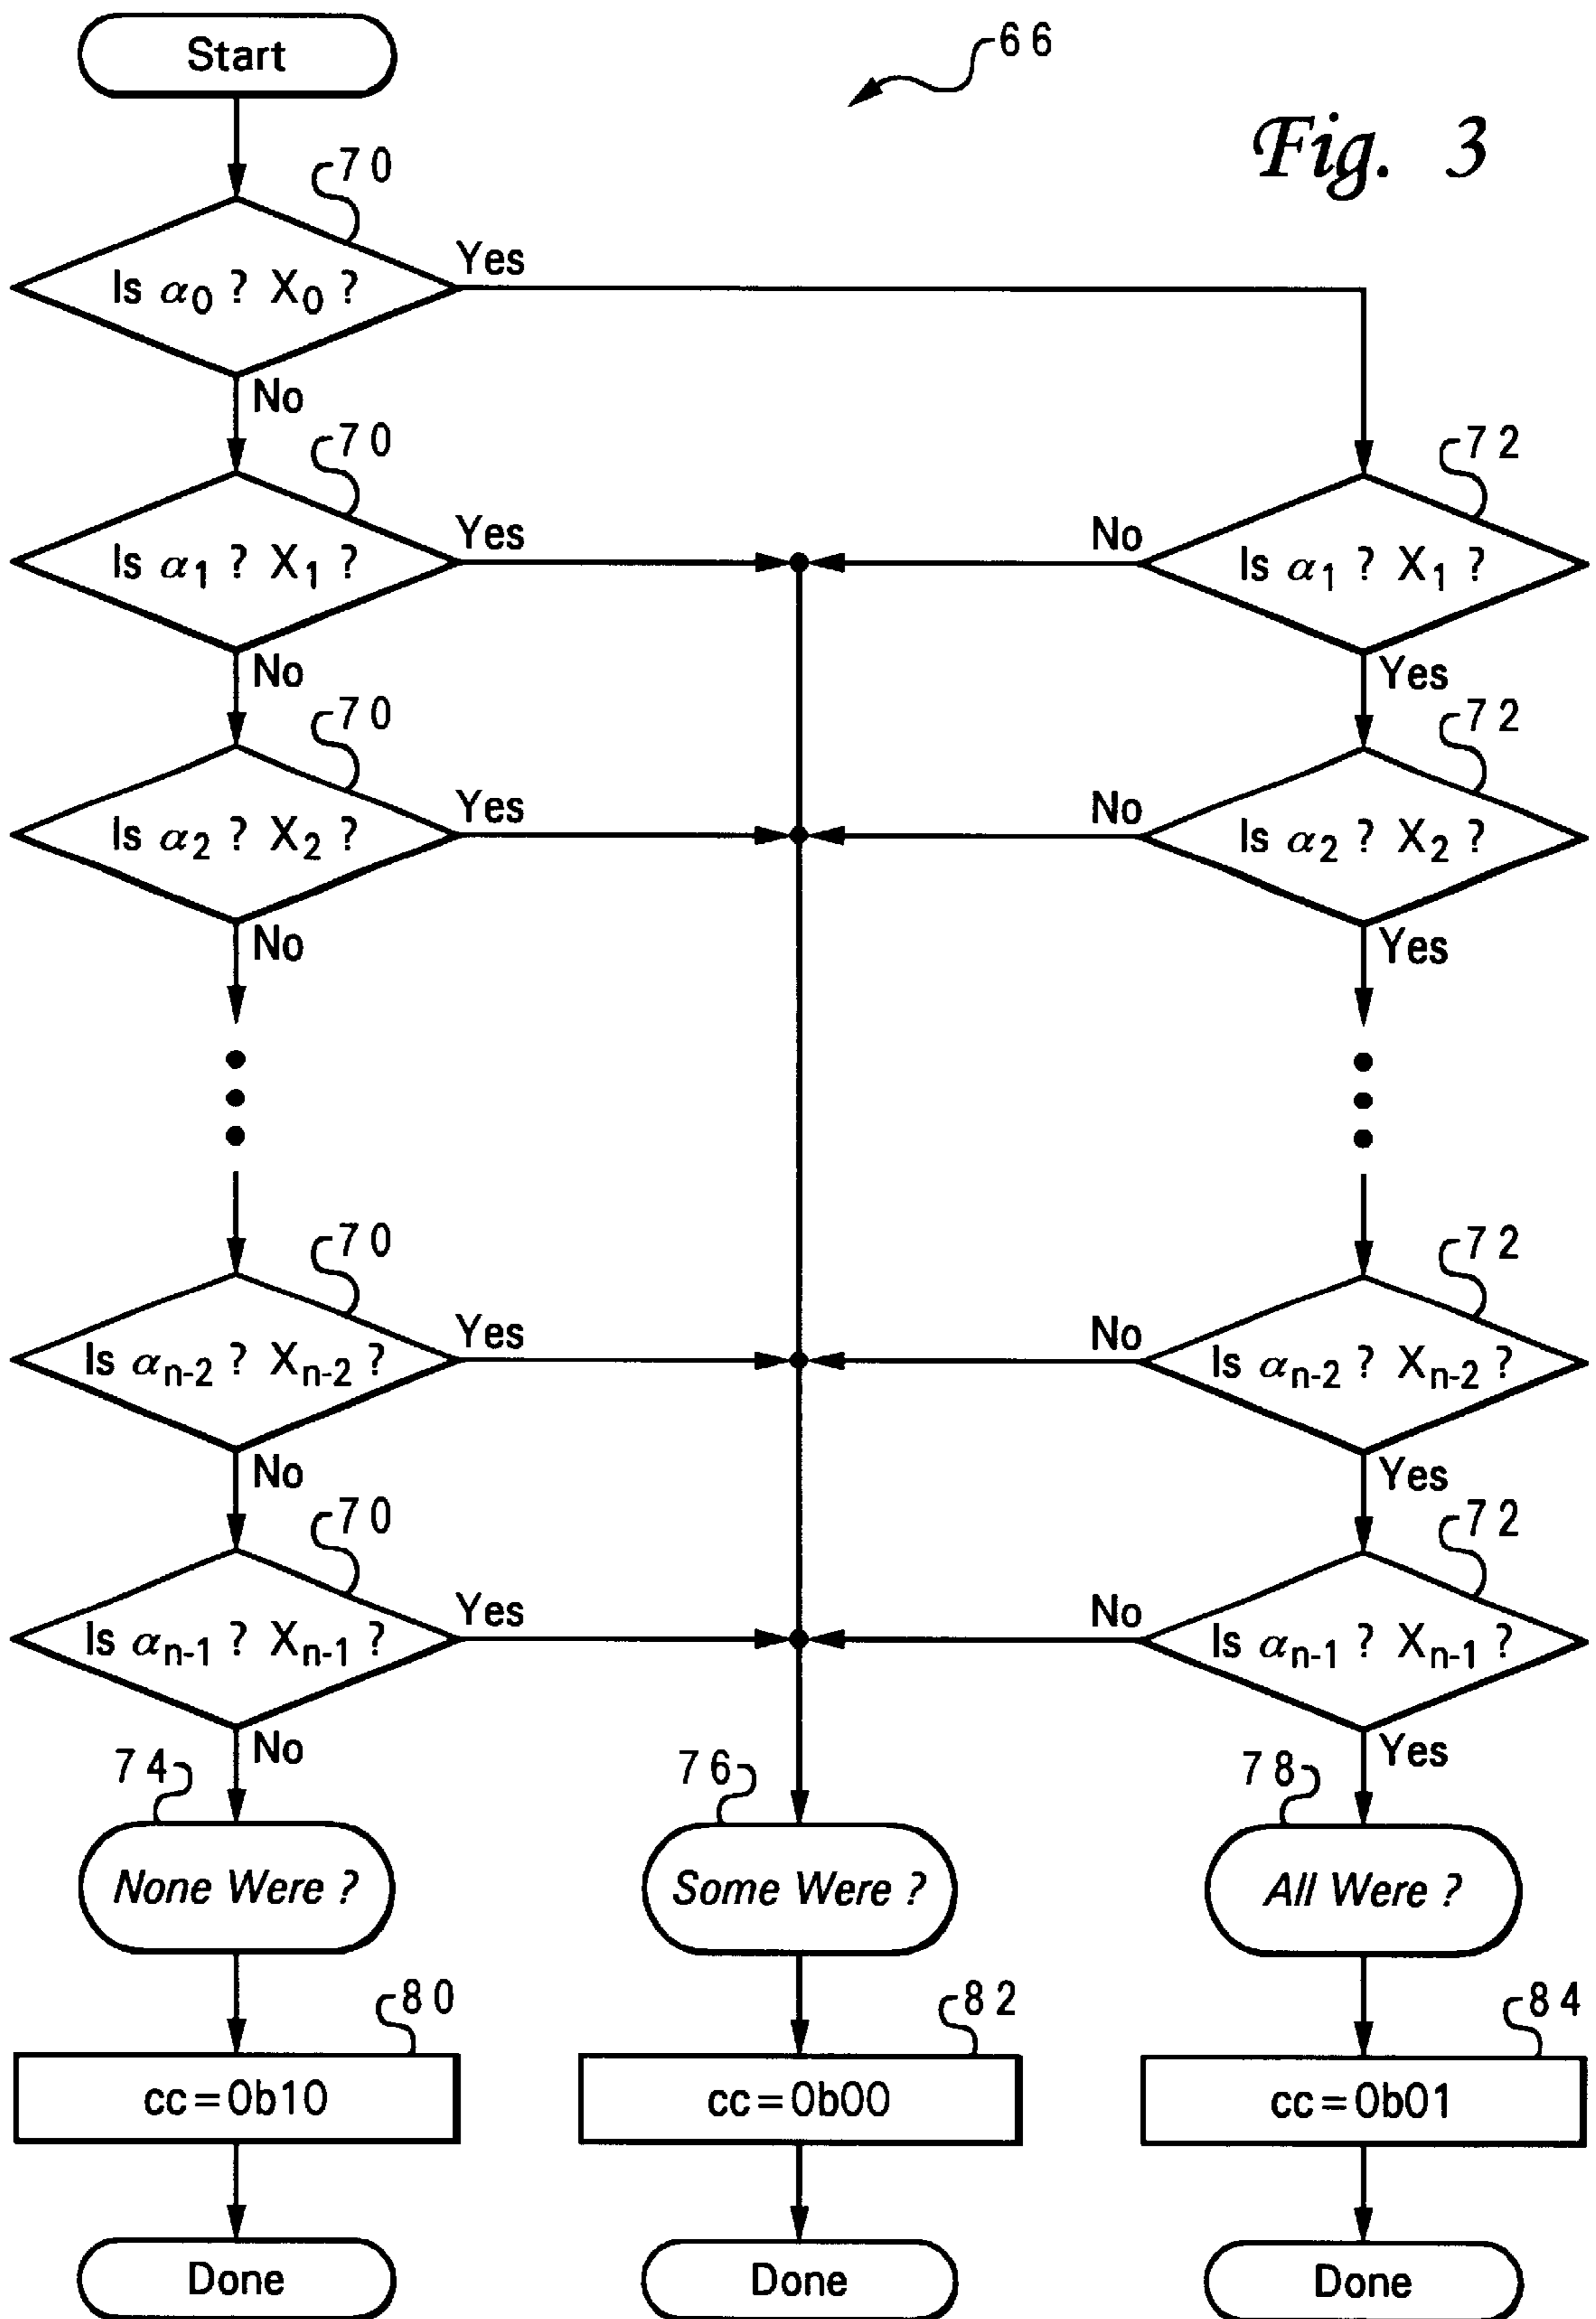 Start
66
Fig. 3
70
Is α₀ ? X₀ ?
Yes
No
70
72
Is α₁ ? X₁ ?
Yes
No
Is α₁ ? X₁ ?
No
Yes
70
72
Is α₂ ? X₂ ?
Yes
No
Is α₂ ? X₂ ?
No
Yes
70
72
Is αn-2 ? Xn-2 ?
Yes
No
Is αn-2 ? Xn-2 ?
No
Yes
70
72
Is αn-1 ? Xn-1 ?
Yes
No
Is αn-1 ? Xn-1 ?
No
Yes
74
76
78
None Were ?
Some Were ?
All Were ?
80
82
84
cc=0b10
cc=0b00
cc=0b01
Done
Done
Done